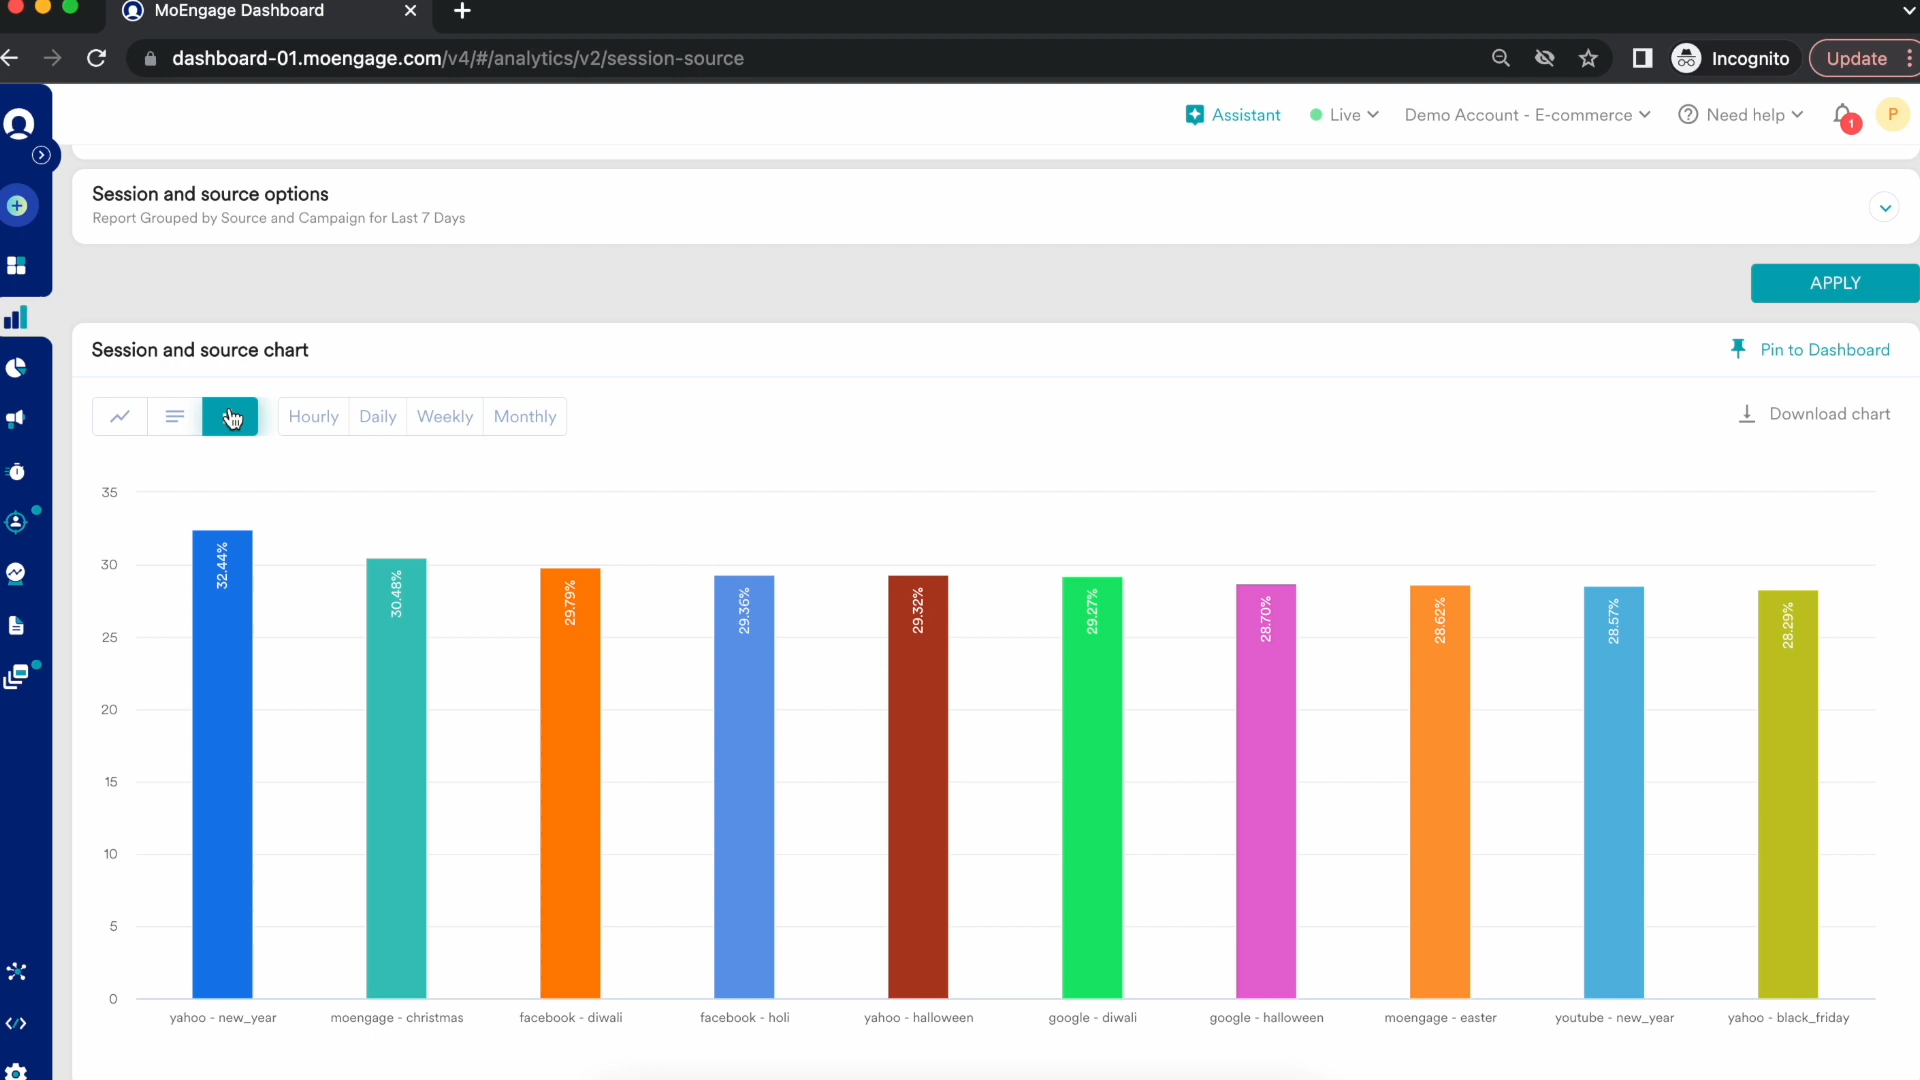 MoEngage Dashboard
dashboard-01.moengage.com/v4/#/analytics/v2/session-source
Incognito
Update
Assistant
Live
Demo Account - E-commerce
Need help
1
P
Session and source options
Report Grouped by Source and Campaign for Last 7 Days
APPLY
Session and source chart
Pin to Dashboard
Hourly Daily Weekly Monthly
Download chart
35
30
25
20
15
10
5
0
32.44%
30.48%
29.79%
29.36%
29.32%
29.27%
28.70%
28.62%
28.57%
28.29%
yahoo - new_year
moengage - christmas
facebook - diwali
facebook - holi
yahoo - halloween
google - diwali
google - halloween
moengage - easter
youtube - new_year
yahoo - black_friday